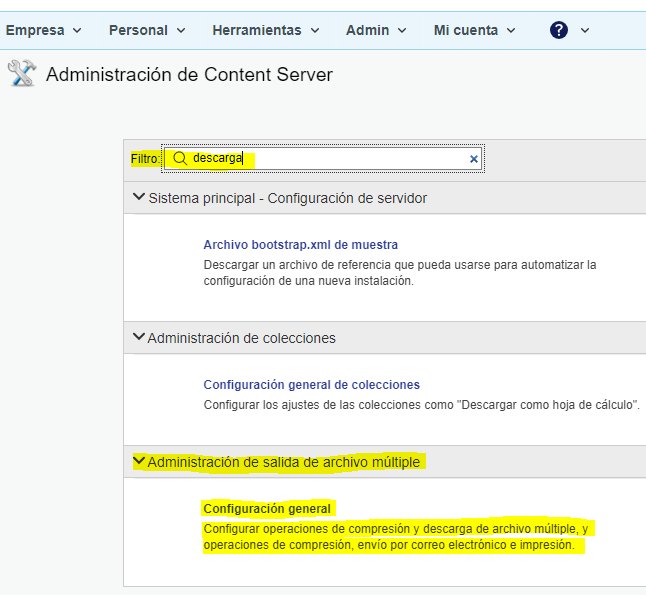 Empresa Personal Herramientas Admin Mi cuenta ?
Administración de Content Server
Filtro: descarga ×
Sistema principal - Configuración de servidor
Archivo bootstrap.xml de muestra
Descargar un archivo de referencia que pueda usarse para automatizar la
configuración de una nueva instalación.
Administración de colecciones
Configuración general de colecciones
Configurar los ajustes de las colecciones como "Descargar como hoja de cálculo".
Administración de salida de archivo múltiple
Configuración general
Configurar operaciones de compresión y descarga de archivo múltiple, y
operaciones de compresión, envío por correo electrónico e impresión.